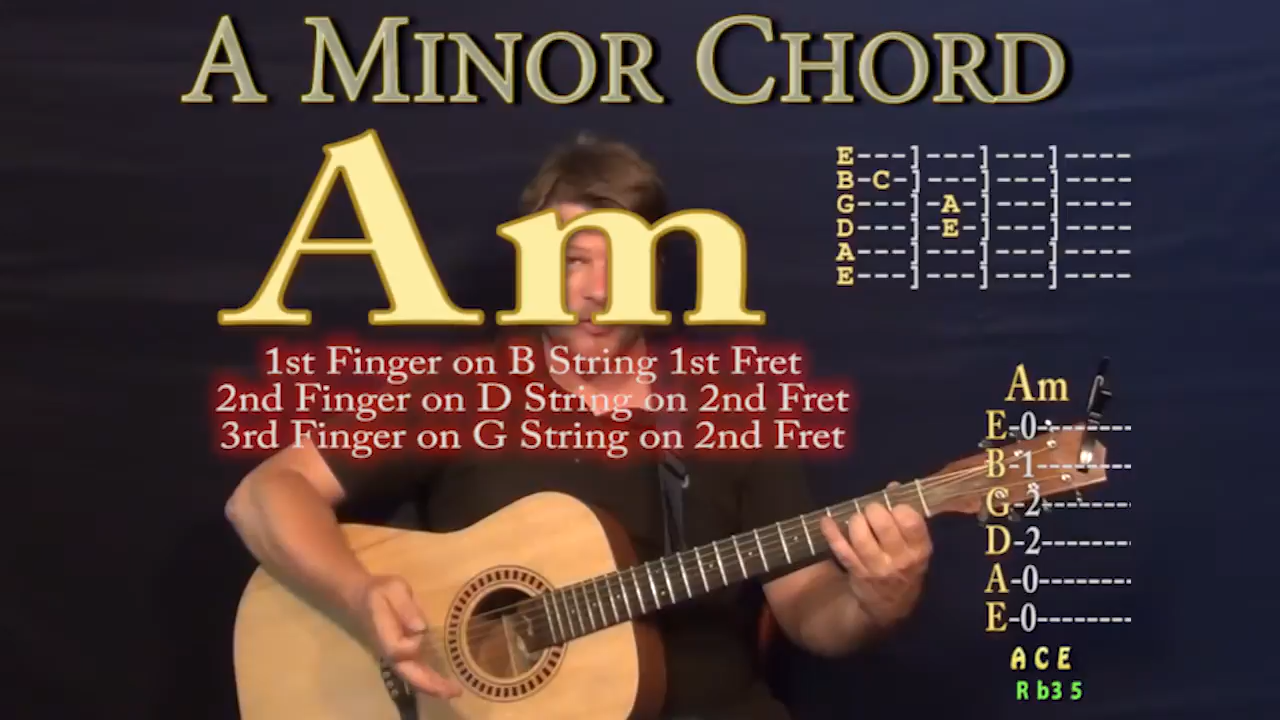 A MINOR CHORD
Am
1st Finger on B String 1st Fret
2nd Finger on D String on 2nd Fret
3rd Finger on G String on 2nd Fret
E---]---]---]----
B-C-]---]---]----
G---]-A-]---]----
D---]-E-]---]----
A---]---]---]----
E---]---]---]----
Am
E-0-------
B-1-------
G-2-------
D-2-------
A-0-------
E-0-------
A C E
R b3 5